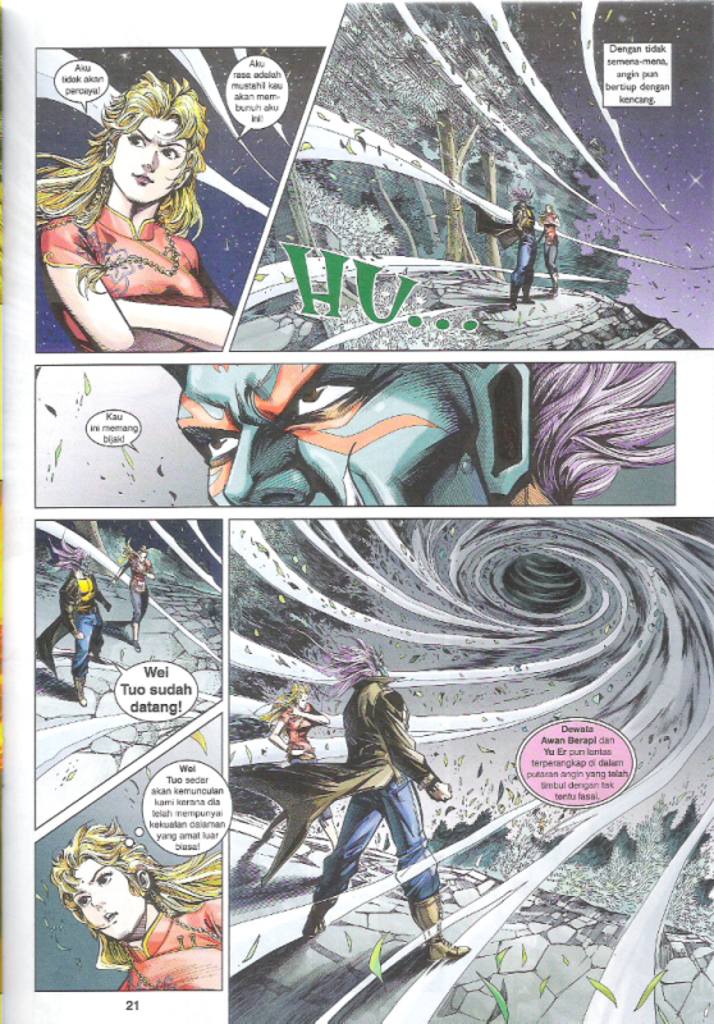 Aku
tidak akan
percaya!
Aku
rasa adalah
mustahil kau
akan mem-
bunuh aku
ini!
Dengan tidak
semena-mena,
angin pun
bertiup dengan
kencang.
HU...
Kau
ini memang
bijak!
Wei
Tuo sudah
datang!
Wei
Tuo sedar
akan kemunculan
kami kerana dia
telah mempunyai
kekuatan dalaman
yang amat luar
biasa!
Dewata
Awan Berapi dan
Yu Er pun lantas
terperangkap di dalam
putaran angin yang telah
timbul dengan tak
tentu fasal.
21